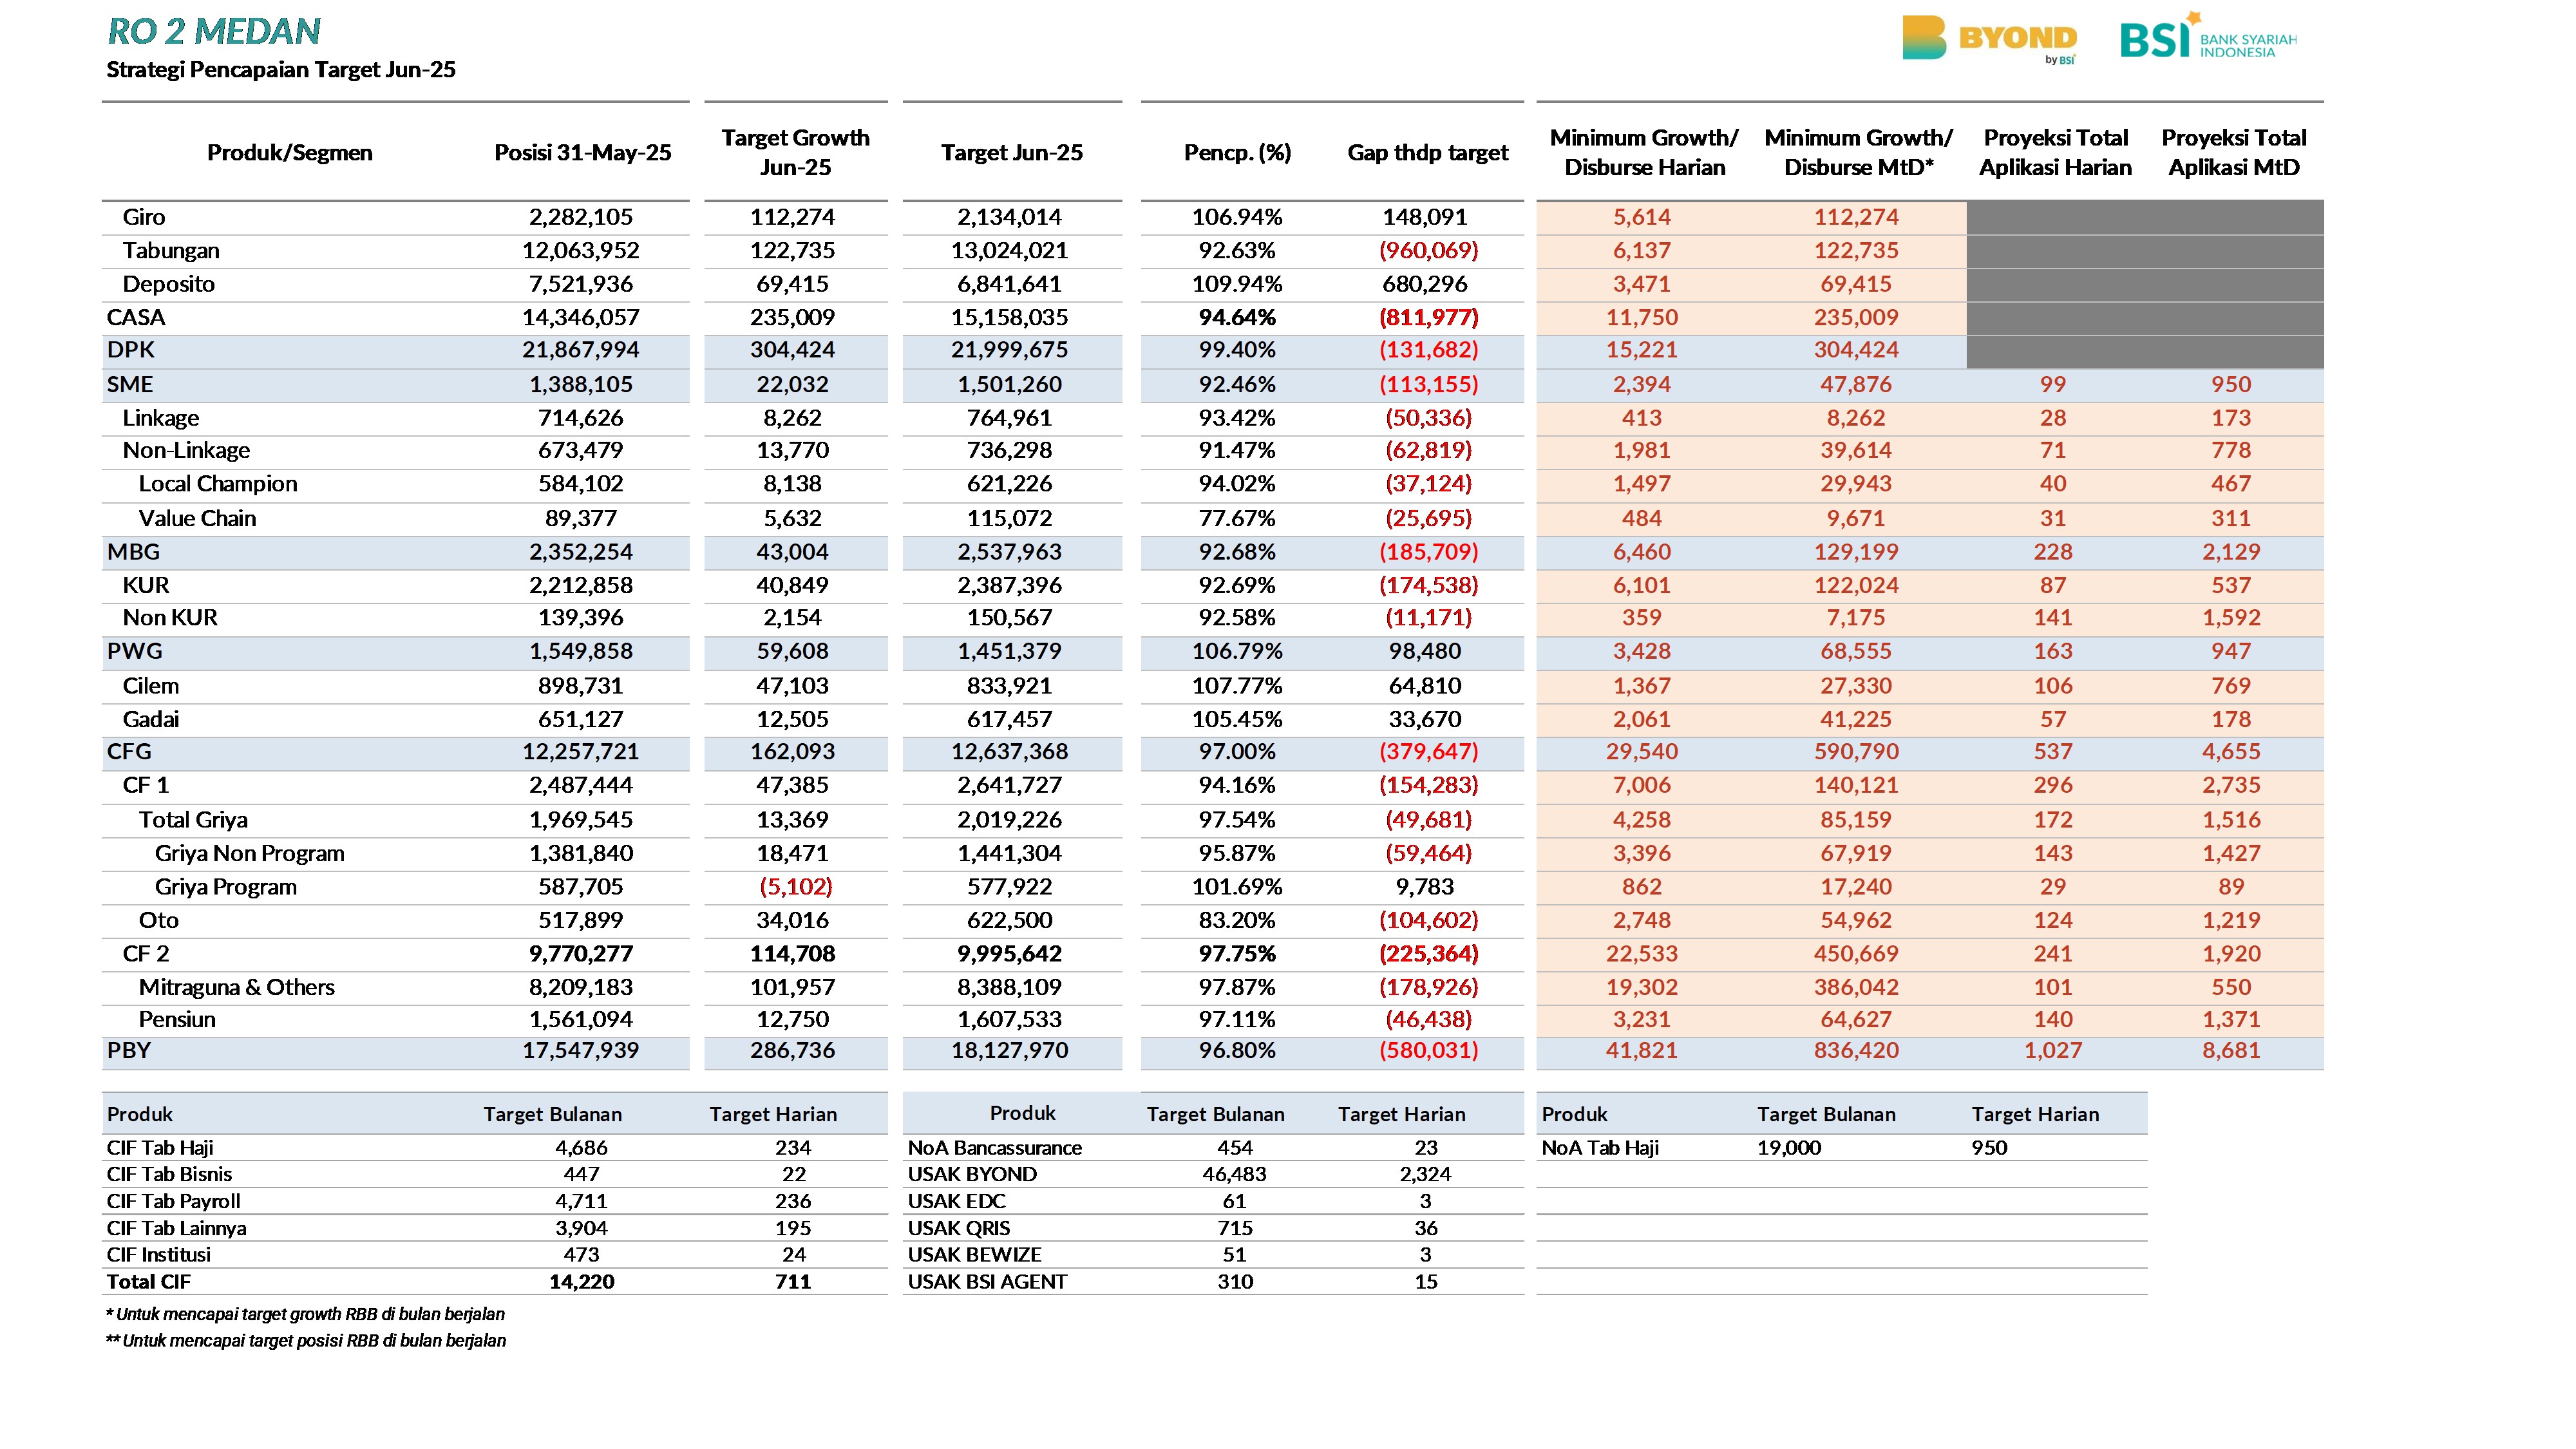 RO 2 MEDAN
Strategi Pencapaian Target Jun-25
BYOND
by BSI
BSI BANK SYARIAH
INDONESIA
Produk/Segmen Posisi 31-May-25 Target Growth Jun-25 Target Jun-25 Pencp. (%) Gap thdp target Minimum Growth/ Disburse Harian Minimum Growth/ Disburse MtD* Proyeksi Total Aplikasi Harian Proyeksi Total Aplikasi MtD
Giro 2,282,105 112,274 2,134,014 106.94% 148,091 5,614 112,274
Tabungan 12,063,952 122,735 13,024,021 92.63% (960,069) 6,137 122,735
Deposito 7,521,936 69,415 6,841,641 109.94% 680,296 3,471 69,415
CASA 14,346,057 235,009 15,158,035 94.64% (811,977) 11,750 235,009
DPK 21,867,994 304,424 21,999,675 99.40% (131,682) 15,221 304,424
SME 1,388,105 22,032 1,501,260 92.46% (113,155) 2,394 47,876 99 950
Linkage 714,626 8,262 764,961 93.42% (50,336) 413 8,262 28 173
Non-Linkage 673,479 13,770 736,298 91.47% (62,819) 1,981 39,614 71 778
Local Champion 584,102 8,138 621,226 94.02% (37,124) 1,497 29,943 40 467
Value Chain 89,377 5,632 115,072 77.67% (25,695) 484 9,671 31 311
MBG 2,352,254 43,004 2,537,963 92.68% (185,709) 6,460 129,199 228 2,129
KUR 2,212,858 40,849 2,387,396 92.69% (174,538) 6,101 122,024 87 537
Non KUR 139,396 2,154 150,567 92.58% (11,171) 359 7,175 141 1,592
PWG 1,549,858 59,608 1,451,379 106.79% 98,480 3,428 68,555 163 947
Cilem 898,731 47,103 833,921 107.77% 64,810 1,367 27,330 106 769
Gadai 651,127 12,505 617,457 105.45% 33,670 2,061 41,225 57 178
CFG 12,257,721 162,093 12,637,368 97.00% (379,647) 29,540 590,790 537 4,655
CF 1 2,487,444 47,385 2,641,727 94.16% (154,283) 7,006 140,121 296 2,735
Total Griya 1,969,545 13,369 2,019,226 97.54% (49,681) 4,258 85,159 172 1,516
Griya Non Program 1,381,840 18,471 1,441,304 95.87% (59,464) 3,396 67,919 143 1,427
Griya Program 587,705 (5,102) 577,922 101.69% 9,783 862 17,240 29 89
Oto 517,899 34,016 622,500 83.20% (104,602) 2,748 54,962 124 1,219
CF 2 9,770,277 114,708 9,995,642 97.75% (225,364) 22,533 450,669 241 1,920
Mitraguna & Others 8,209,183 101,957 8,388,109 97.87% (178,926) 19,302 386,042 101 550
Pensiun 1,561,094 12,750 1,607,533 97.11% (46,438) 3,231 64,627 140 1,371
PBY 17,547,939 286,736 18,127,970 96.80% (580,031) 41,821 836,420 1,027 8,681
Produk Target Bulanan Target Harian Produk Target Bulanan Target Harian Produk Target Bulanan Target Harian
CIF Tab Haji 4,686 234 NoA Bancassurance 454 23 NoA Tab Haji 19,000 950
CIF Tab Bisnis 447 22 USAK BYOND 46,483 2,324
CIF Tab Payroll 4,711 236 USAK EDC 61 3
CIF Tab Lainnya 3,904 195 USAK QRIS 715 36
CIF Institusi 473 24 USAK BEWIZE 51 3
Total CIF 14,220 711 USAK BSI AGENT 310 15
* Untuk mencapai target growth RBB di bulan berjalan
** Untuk mencapai target posisi RBB di bulan berjalan